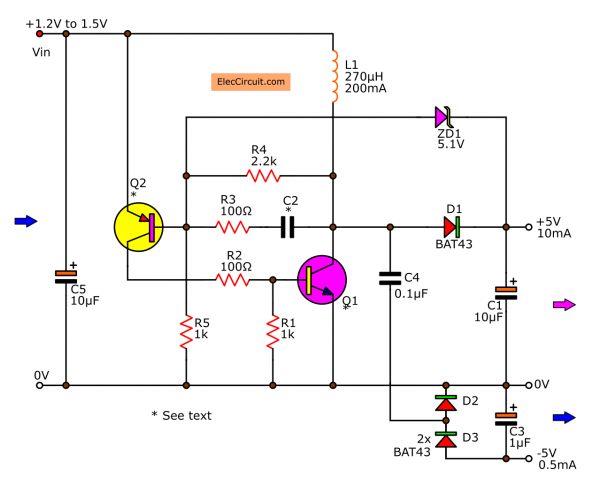 +1.2V to 1.5V
Vin
ElecCircuit.com
L1
270µH
200mA
ZD1
5.1V
R4
2.2k
Q2
*
R3
100Ω
C2
*
D1
BAT43
+5V
10mA
R2
100Ω
C4
0.1µF
Q1
*
+
C5
10µF
+
C1
10µF
R5
1k
R1
1k
0V
0V
* See text
D2
2x
BAT43
D3
+
C3
1µF
-5V
0.5mA